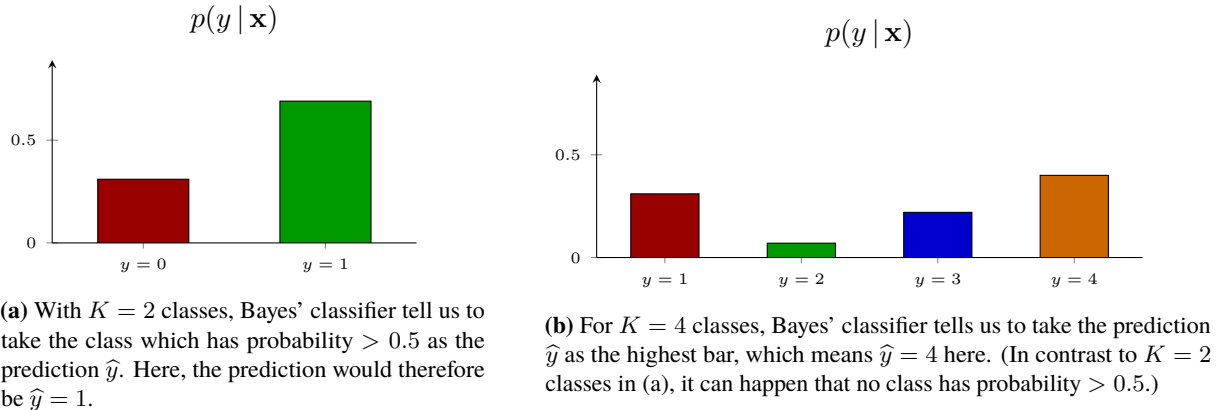 p(y | x)
0.5
0
y = 0 y = 1
(a) With K = 2 classes, Bayes' classifier tell us to
take the class which has probability > 0.5 as the
prediction ŷ. Here, the prediction would therefore
be ŷ = 1.
p(y | x)
0.5
0
y = 1 y = 2 y = 3 y = 4
(b) For K = 4 classes, Bayes' classifier tells us to take the prediction
ŷ as the highest bar, which means ŷ = 4 here. (In contrast to K = 2
classes in (a), it can happen that no class has probability > 0.5.)